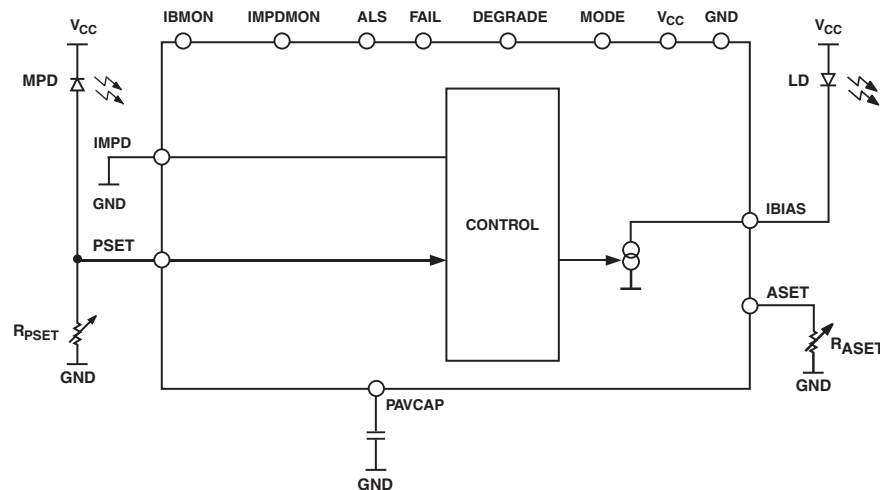 IBMON IMPDMON ALS FAIL DEGRADE MODE VCC GND
VCC
VCC
MPD
LD
IMPD
GND
CONTROL
IBIAS
PSET
ASET
RPSET
RASET
GND
GND
PAVCAP
GND